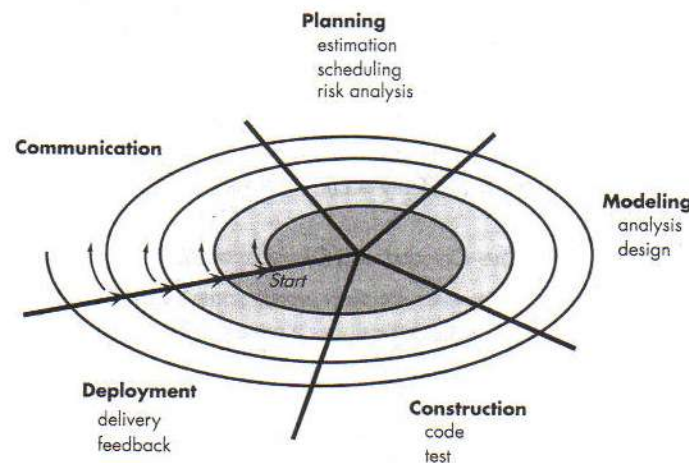 Planning
estimation
scheduling
risk analysis
Communication
Modeling
analysis
design
Start
Deployment
delivery
feedback
Construction
code
test